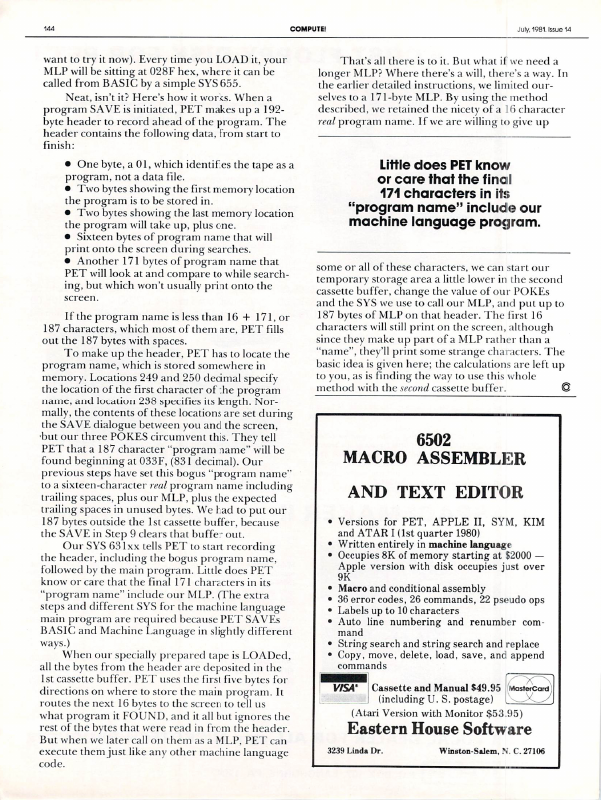 144
COMPUTE!
July, 1981. Issue 14
want to try it now). Every time you LOAD it, your
MLP will be sitting at 028F hex, where it can be
called from BASIC by a simple SYS 655.
Neat, isn't it? Here's how it works. When a
program SAVE is initiated, PET makes up a 192-
byte header to record ahead of the program. The
header contains the following data, from start to
finish:
• One byte, a 01, which identifies the tape as a
program, not a data file.
• Two bytes showing the first memory location
the program is to be stored in.
• Two bytes showing the last memory location
the program will take up, plus one.
• Sixteen bytes of program name that will
print onto the screen during searches.
• Another 171 bytes of program name that
PET will look at and compare to while search-
ing, but which won't usually print onto the
screen.
If the program name is less than 16 + 171, or
187 characters, which most of them are, PET fills
out the 187 bytes with spaces.
To make up the header, PET has to locate the
program name, which is stored somewhere in
memory. Locations 249 and 250 decimal specify
the location of the first character of the program
name, and location 238 specifies its length. Nor-
mally, the contents of these locations are set during
the SAVE dialogue between you and the screen,
but our three POKES circumvent this. They tell
PET that a 187 character "program name" will be
found beginning at 033F, (831 decimal). Our
previous steps have set this bogus "program name"
to a sixteen-character real program name including
trailing spaces, plus our MLP, plus the expected
trailing spaces in unused bytes. We had to put our
187 bytes outside the 1st cassette buffer, because
the SAVE in Step 9 clears that buffer out.
Our SYS 631xx tells PET to start recording
the header, including the bogus program name,
followed by the main program. Little does PET
know or care that the final 171 characters in its
"program name" include our MLP. (The extra
steps and different SYS for the machine language
main program are required because PET SAVEs
BASIC and Machine Language in slightly different
ways.)
When our specially prepared tape is LOADed,
all the bytes from the header are deposited in the
1st cassette buffer. PET uses the first five bytes for
directions on where to store the main program. It
routes the next 16 bytes to the screen to tell us
what program it FOUND, and it all but ignores the
rest of the bytes that were read in from the header.
But when we later call on them as a MLP, PET can
execute them just like any other machine language
code.
That's all there is to it. But what if we need a
longer MLP? Where there's a will, there's a way. In
the earlier detailed instructions, we limited our-
selves to a 171-byte MLP. By using the method
described, we retained the nicety of a 16 character
real program name. If we are willing to give up
Little does PET know
or care that the final
171 characters in its
"program name" include our
machine language program.
some or all of these characters, we can start our
temporary storage area a little lower in the second
cassette buffer, change the value of our POKEs
and the SYS we use to call our MLP, and put up to
187 bytes of MLP on that header. The first 16
characters will still print on the screen, although
since they make up part of a MLP rather than a
"name", they'll print some strange characters. The
basic idea is given here; the calculations are left up
to you, as is finding the way to use this whole
method with the second cassette buffer. ©
6502
MACRO ASSEMBLER
AND TEXT EDITOR
• Versions for PET, APPLE II, SYM, KIM
and ATARI (1st quarter 1980)
• Written entirely in machine language
• Occupies 8K of memory starting at $2000 —
Apple version with disk occupies just over
9K
• Macro and conditional assembly
• 36 error codes, 26 commands, 22 pseudo ops
• Labels up to 10 characters
• Auto line numbering and renumber com-
mand
• String search and string search and replace
• Copy, move, delete, load, save, and append
commands
VISA® Cassette and Manual $49.95 MasterCard
(including U. S. postage)
(Atari Version with Monitor $53.95)
Eastern House Software
3239 Linda Dr. Winston-Salem, N. C. 27106